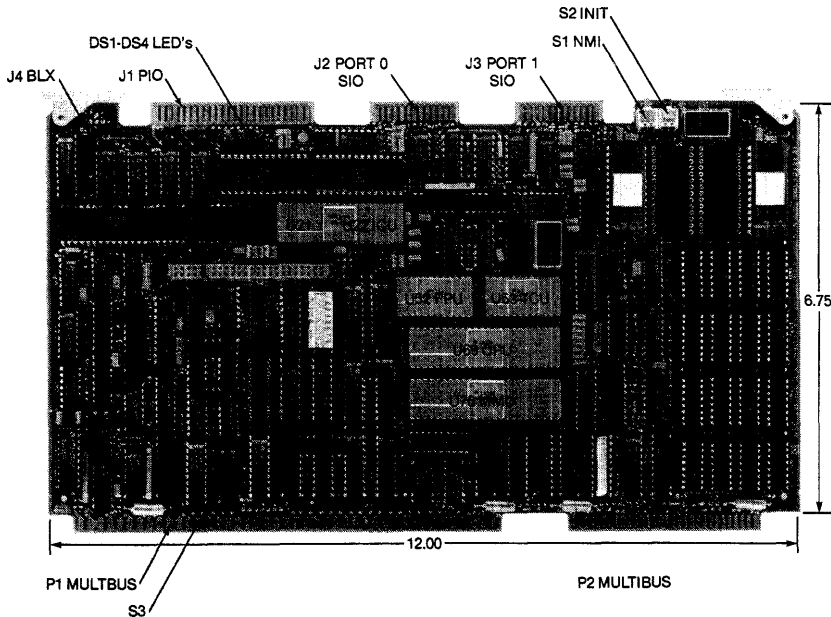 S2 INIT
DS1-DS4 LED's
S1 NMI
J4 BLX
J1 PIO
J2 PORT 0
SIO
J3 PORT 1
SIO
6.75
12.00
P1 MULTBUS
P2 MULTIBUS
S3